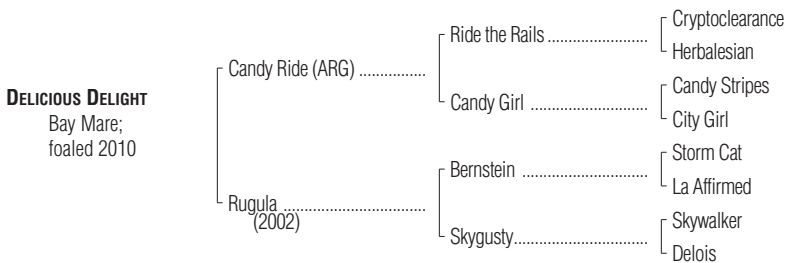 Cryptoclearance
Ride the Rails ........................
Herbalesian
Candy Ride (ARG) ................
Candy Stripes
Candy Girl ............................
City Girl
DELICIOUS DELIGHT
Bay Mare;
foaled 2010
Storm Cat
Bernstein .............................
La Affirmed
Rugula ..................................
(2002)
Skywalker
Skygusty...............................
Delois